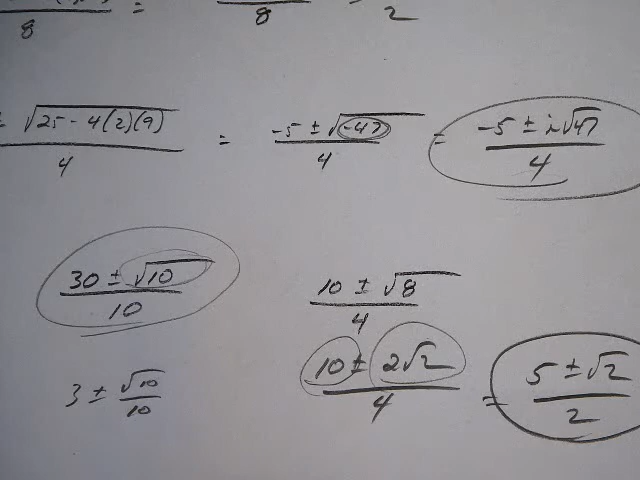 8 = 8 = 2
± √25 - 4(2)(9) / 4 = -5 ± √-47 / 4 = -5 ± i√47 / 4
30 ± √10 / 10
10 ± √8 / 4
3 ± √10 / 10
10 ± 2√2 / 4 = 5 ± √2 / 2